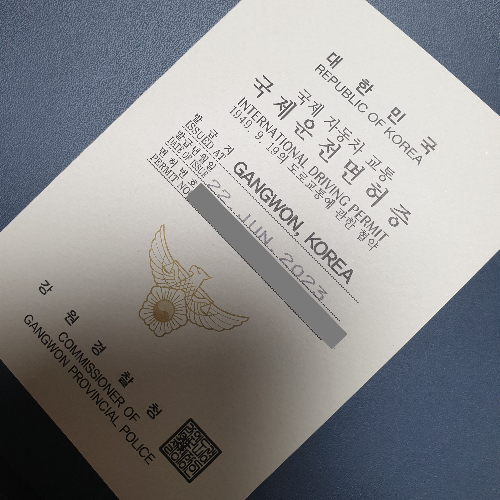 대한민국
REPUBLIC OF KOREA
국제 자동차 교통
국제운전면허증
INTERNATIONAL DRIVING PERMIT
1949. 9. 19의 도로교통에 관한 협약
발급지
ISSUED AT GANGWON, KOREA
발급년월일
DATE OF ISSUE 22. JUN. 2023
면허번호
PERMIT NO.
강원경찰청
COMMISSIONER OF
GANGWON PROVINCIAL POLICE